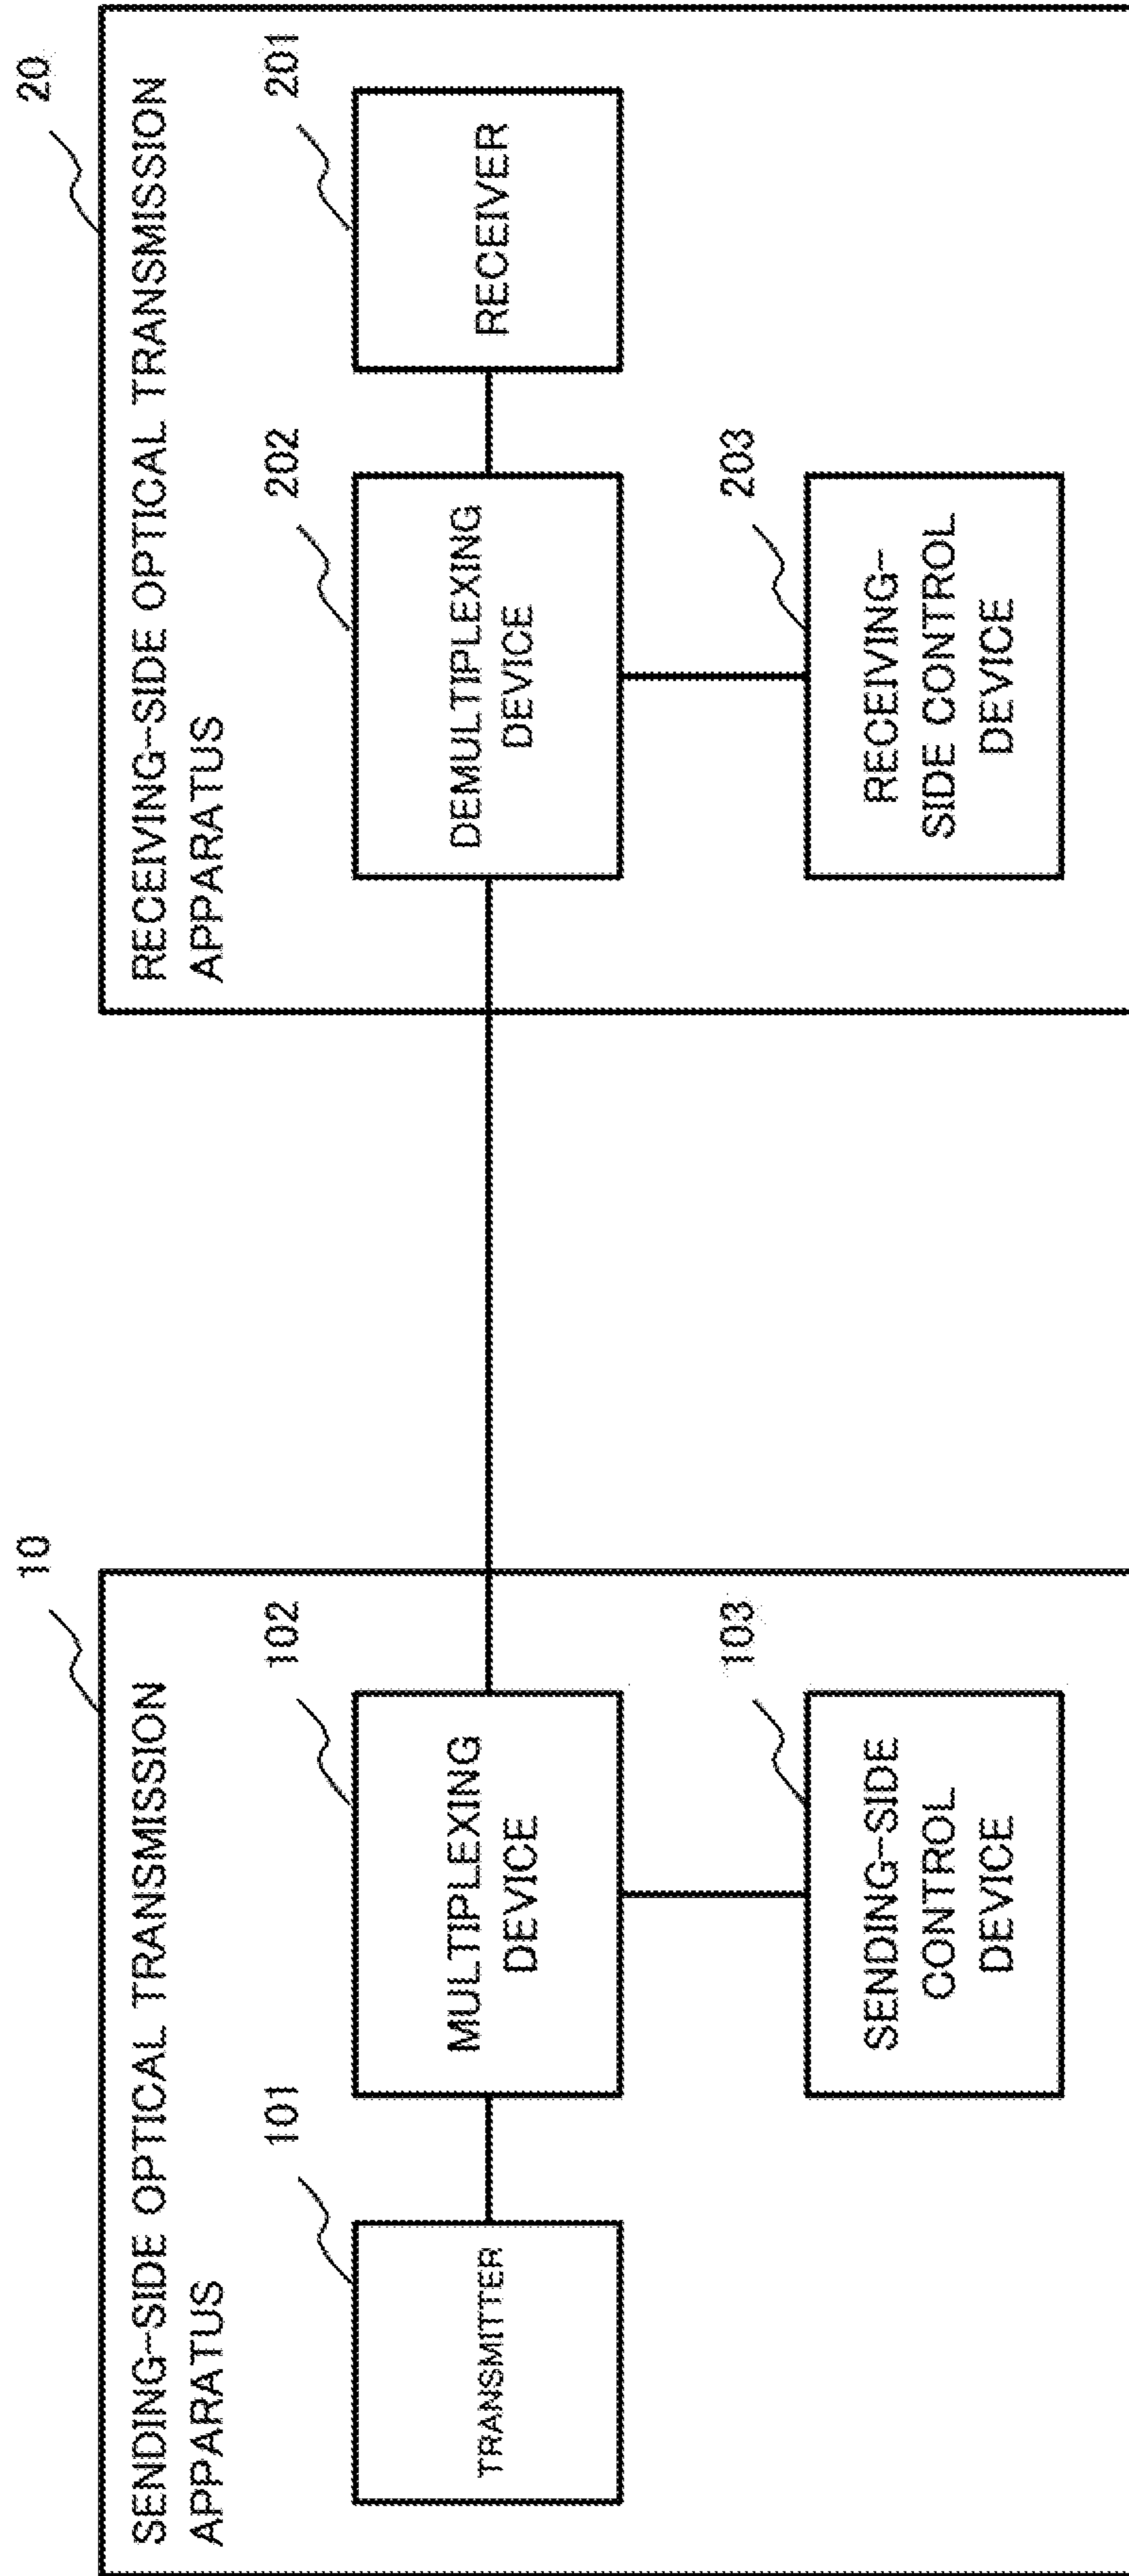 10
SENDING-SIDE OPTICAL TRANSMISSION
APPARATUS
101
TRANSMITTER
102
MULTIPLEXING
DEVICE
103
SENDING-SIDE
CONTROL
DEVICE
20
RECEIVING-SIDE OPTICAL TRANSMISSION
APPARATUS
202
DEMULTIPLEXING
DEVICE
201
RECEIVER
203
RECEIVING-
SIDE CONTROL
DEVICE